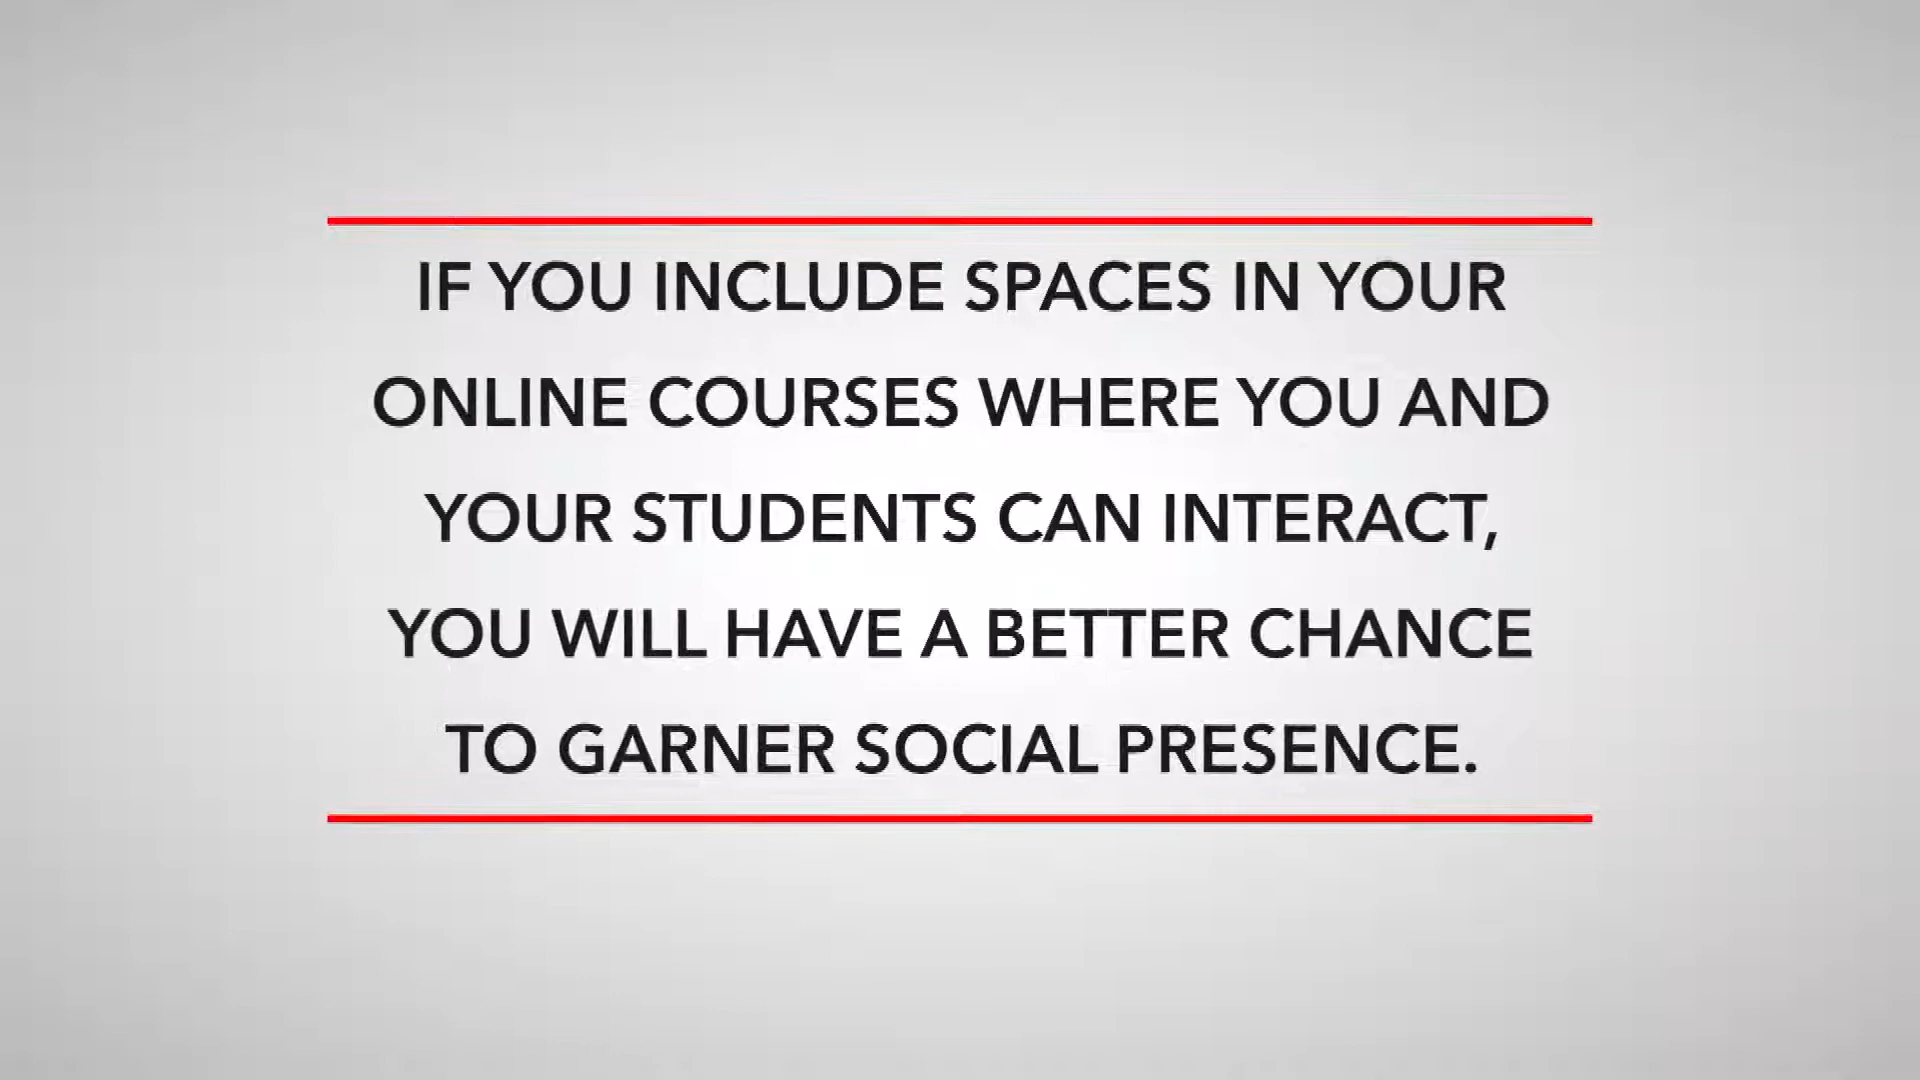 IF YOU INCLUDE SPACES IN YOUR
ONLINE COURSES WHERE YOU AND
YOUR STUDENTS CAN INTERACT,
YOU WILL HAVE A BETTER CHANCE
TO GARNER SOCIAL PRESENCE.